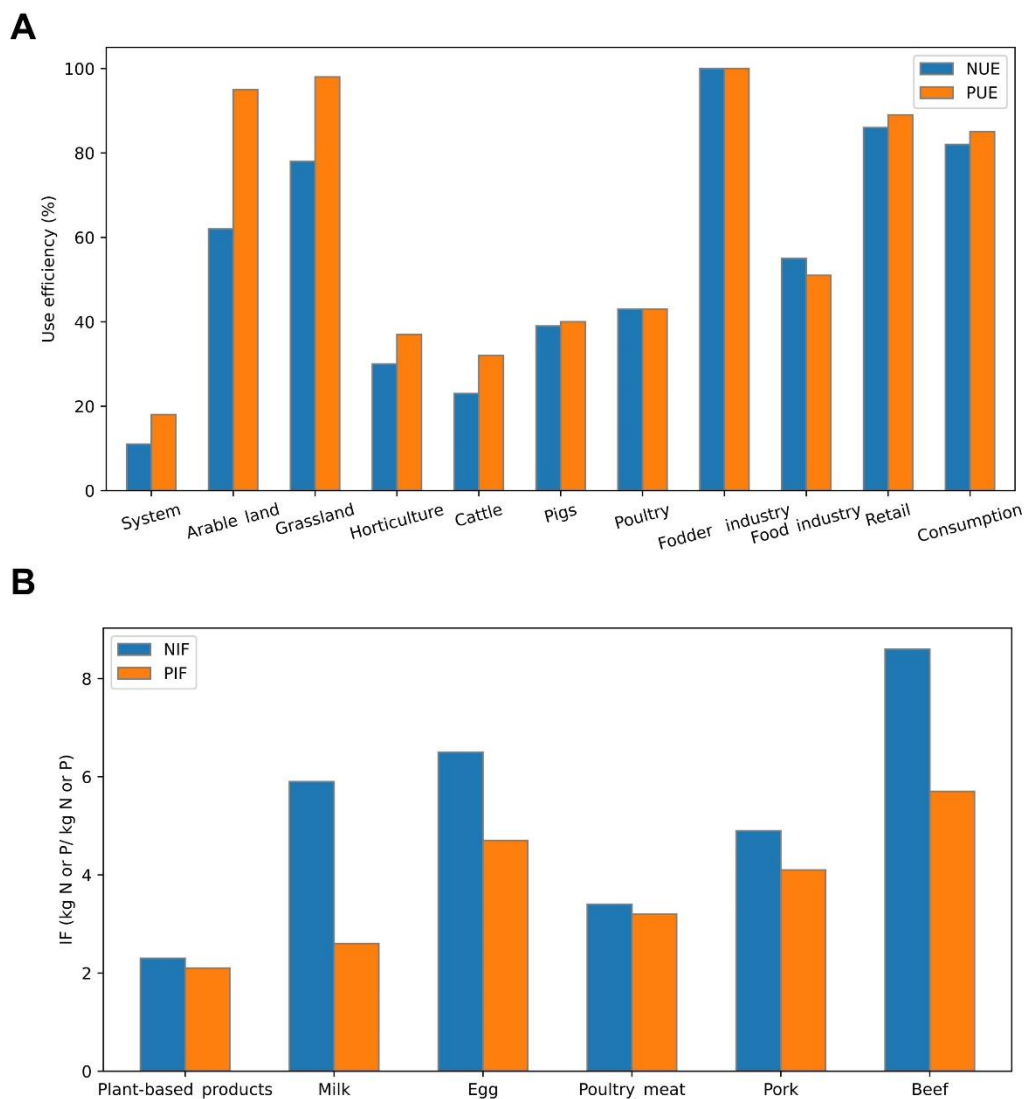 A
100
80
60
40
20
0
Use efficiency (%)
NUE
PUE
System
Arable land
Grassland
Horticulture
Cattle
Pigs
Poultry
Fodder industry
Food industry
Retail
Consumption
B
8
6
4
2
0
IF (kg N or P/ kg N or P)
NIF
PIF
Plant-based products
Milk
Egg
Poultry meat
Pork
Beef